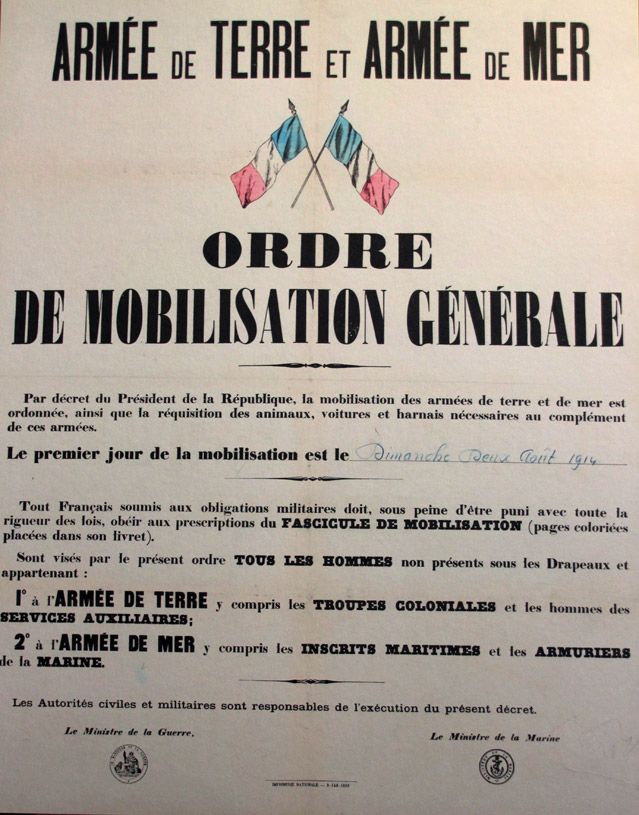 ARMÉE DE TERRE ET ARMÉE DE MER
ORDRE
DE MOBILISATION GÉNÉRALE
Par décret du Président de la République, la mobilisation des armées de terre et de mer est
ordonnée, ainsi que la réquisition des animaux, voitures et harnais nécessaires au complément
de ces armées.
Le premier jour de la mobilisation est le Dimanche Deux Août 1914
Tout Français soumis aux obligations militaires doit, sous peine d'être puni avec toute la
rigueur des lois, obéir aux prescriptions du FASCICULE DE MOBILISATION (pages coloriées
placées dans son livret).
Sont visés par le présent ordre TOUS LES HOMMES non présents sous les Drapeaux et
appartenant :
1° à l'ARMÉE DE TERRE y compris les TROUPES COLONIALES et les hommes des
SERVICES AUXILIAIRES;
2° à l'ARMÉE DE MER y compris les INSCRITS MARITIMES et les ARMURIERS
de la MARINE.
Les Autorités civiles et militaires sont responsables de l'exécution du présent décret.
Le Ministre de la Guerre,
Le Ministre de la Marine
IMPRIMERIE NATIONALE